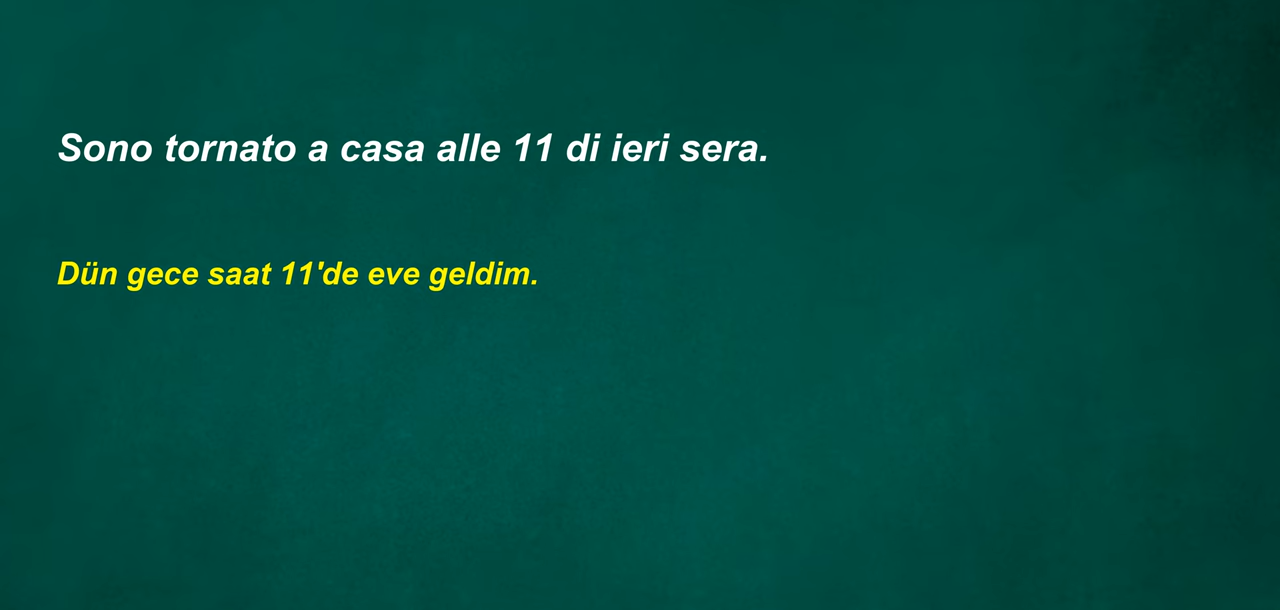 Sono tornato a casa alle 11 di ieri sera.
Dün gece saat 11'de eve geldim.